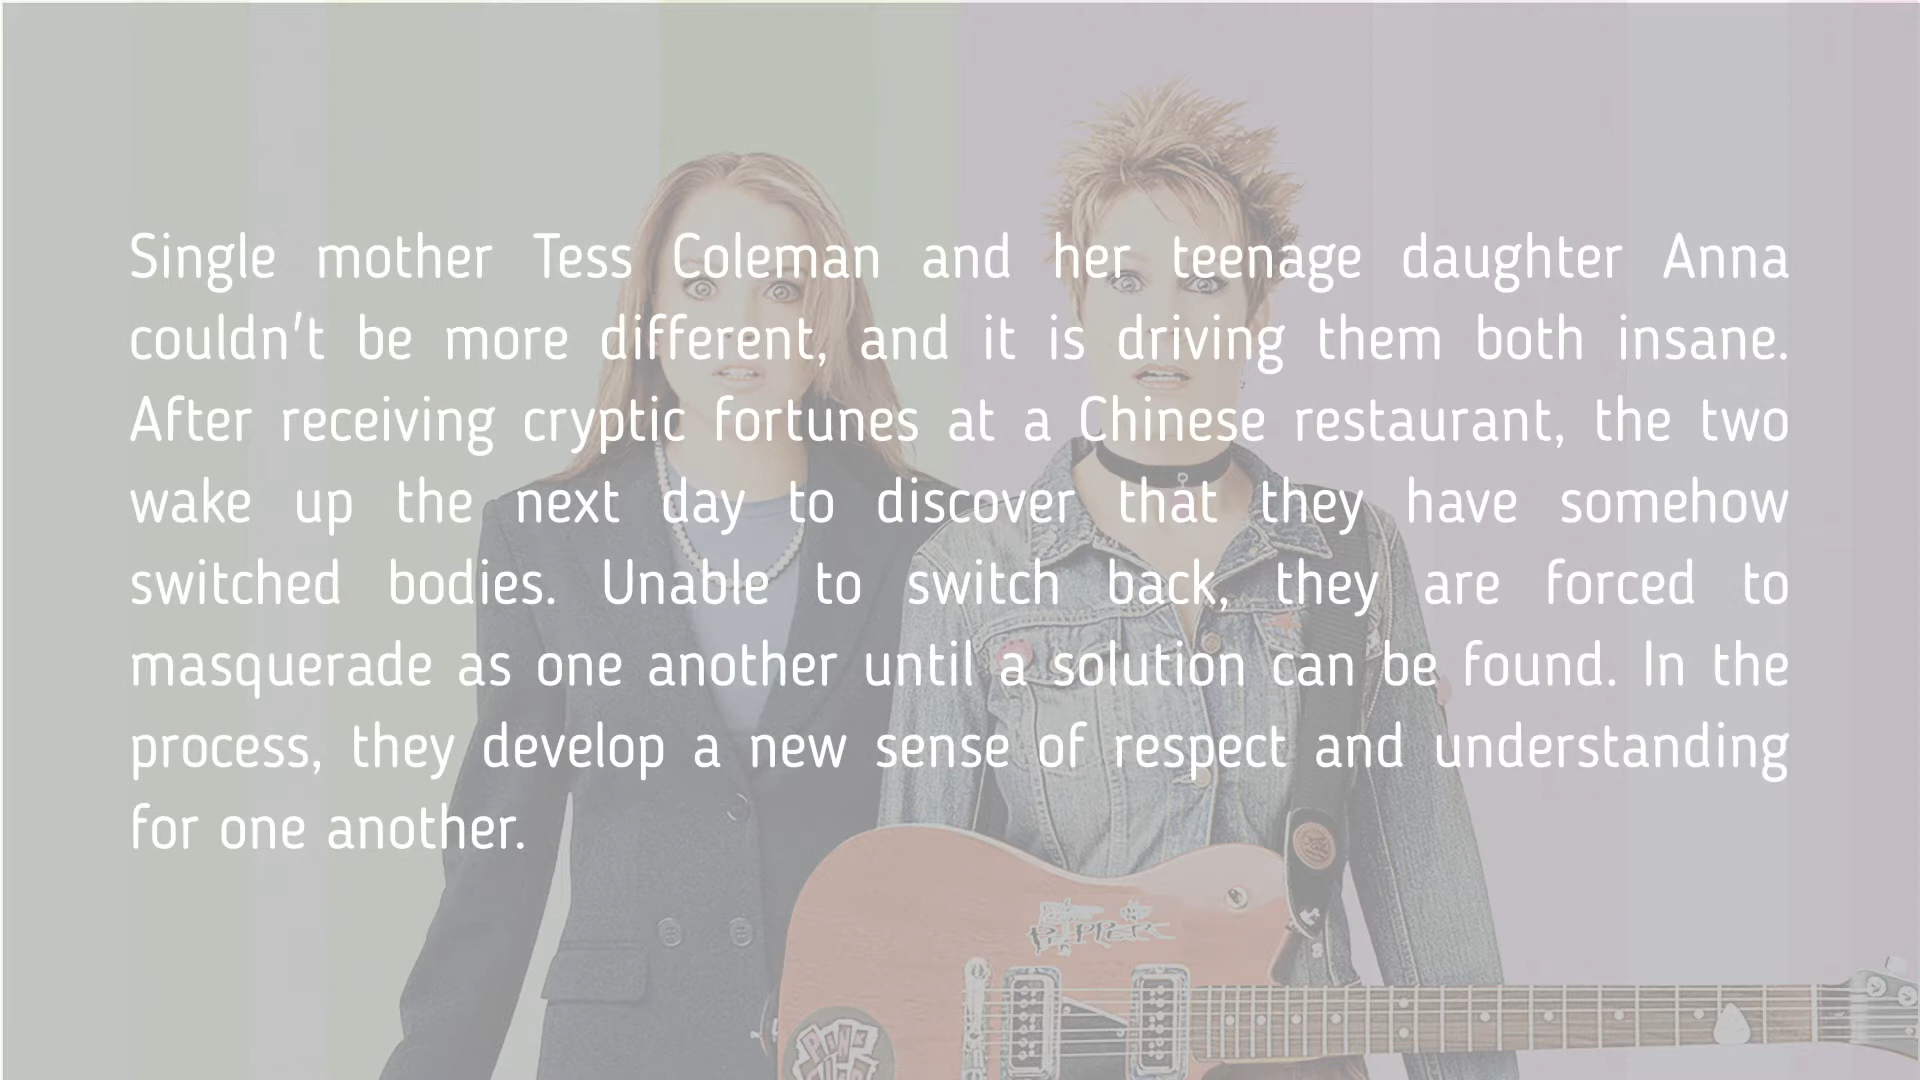 Single mother Tess Coleman and her teenage daughter Anna
couldn't be more different, and it is driving them both insane.
After receiving cryptic fortunes at a Chinese restaurant, the two
wake up the next day to discover that they have somehow
switched bodies. Unable to switch back, they are forced to
masquerade as one another until a solution can be found. In the
process, they develop a new sense of respect and understanding
for one another.
PINK